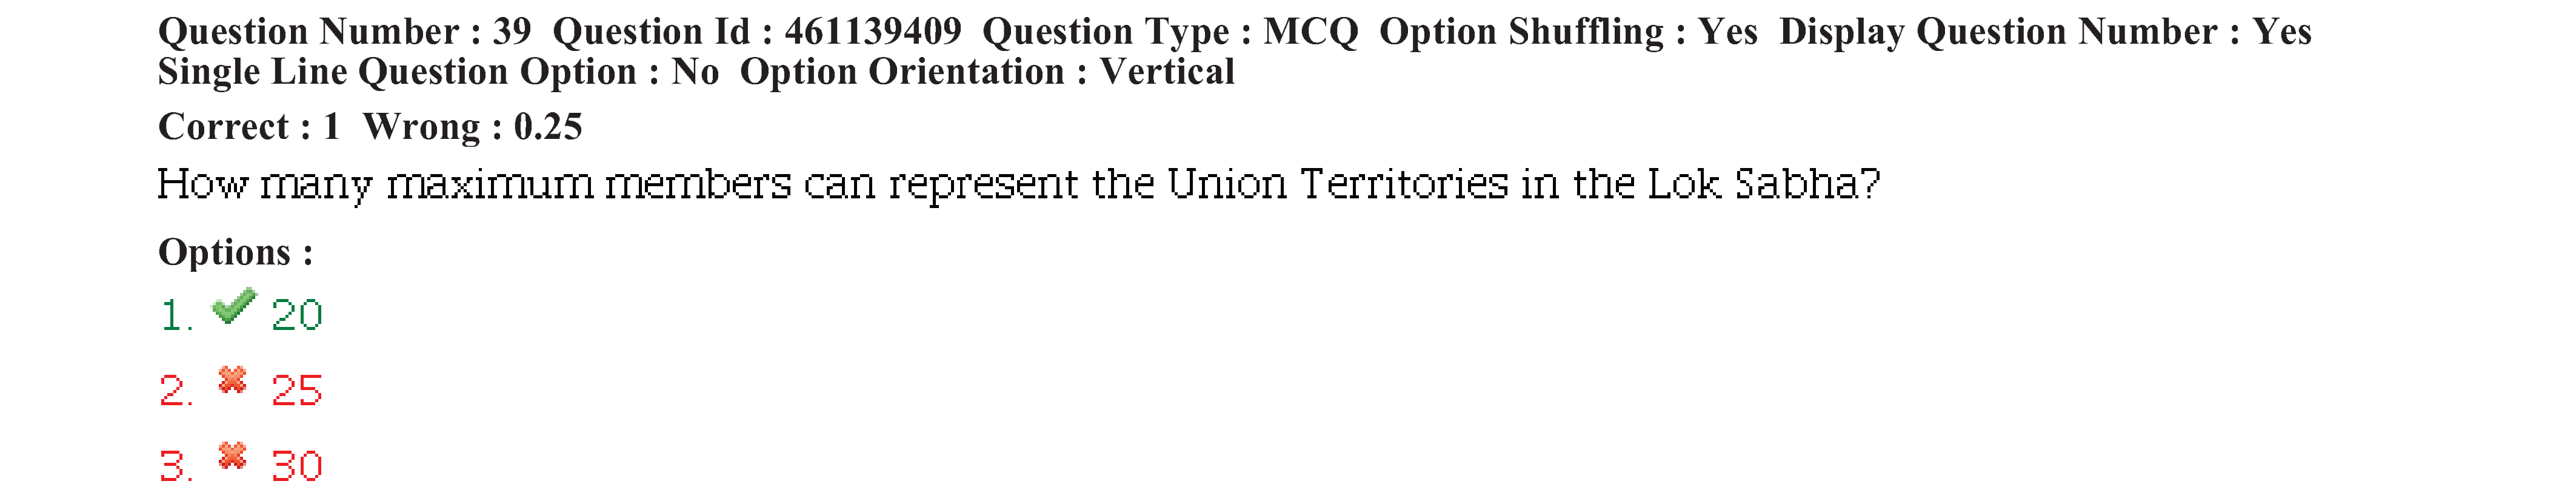 Question Number : 39 Question Id : 461139409 Question Type : MCQ Option Shuffling : Yes Display Question Number : Yes
Single Line Question Option : No Option Orientation : Vertical
Correct : 1 Wrong : 0.25
How many maximum members can represent the Union Territories in the Lok Sabha?
Options :
1. 20
2. 25
3. 30